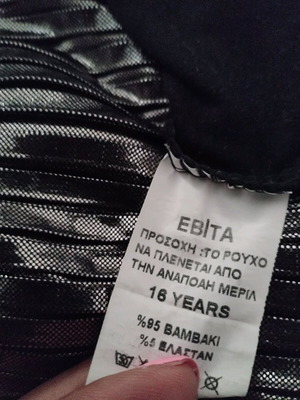 EBITA
ΠΡΟΣΟΧΗ :ΤΟ ΡΟΥΧΟ
ΝΑ ΠΛΕΝΕΤΑΙ ΑΠΟ
ΤΗΝ ΑΝΑΠΟΔΗ ΜΕΡΙΑ
16 YEARS
%95 ΒΑΜΒΑΚΙ
%5 ΕΛΑΣΤΑΝ